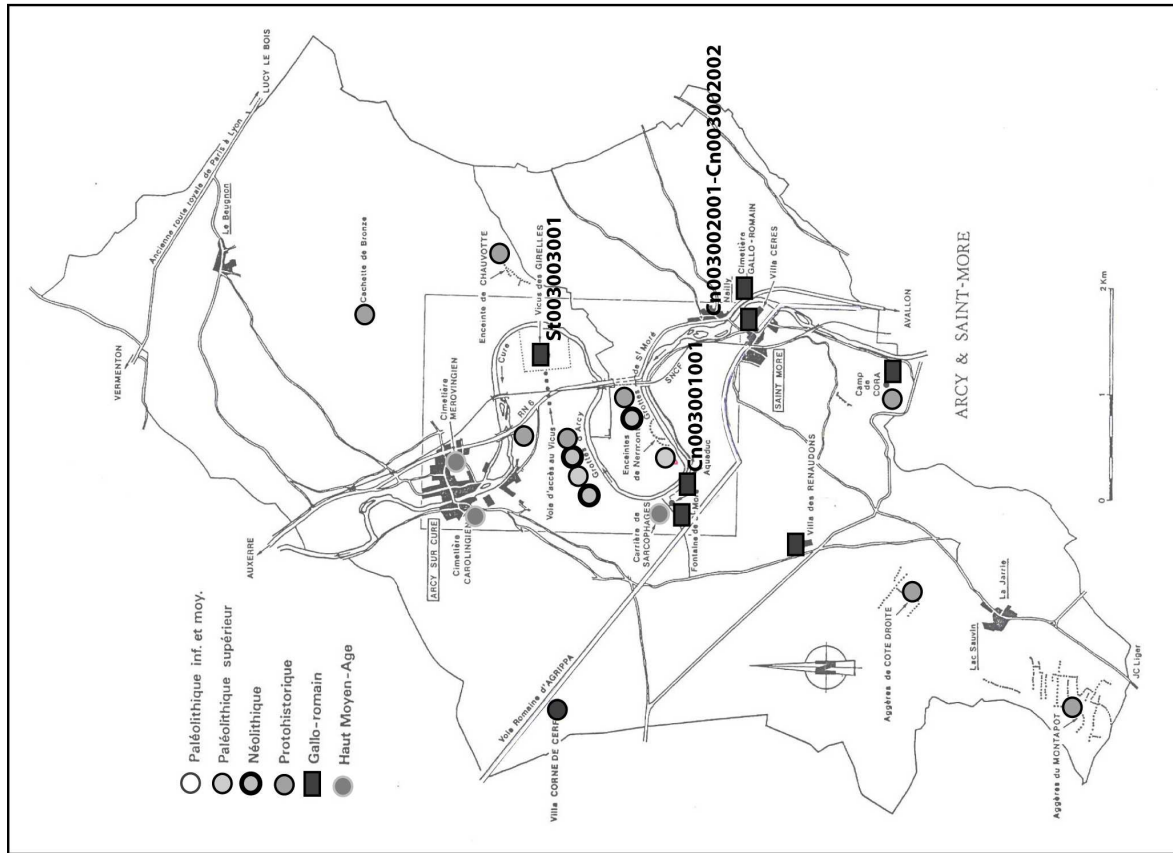 Paléolithique inf. et moy.
Paléolithique supérieur
Néolithique
Protohistorique
Gallo-romain
Haut Moyen-Age
AUXERRE
VERMENTON
Ancienne route royale de Paris à Lyon
LUCY LE BOIS
Le Beugnon
Cachette de Bronze
ARCY SUR CURE
Cimetière
MEROVINGIEN
Cimetière
CAROLINGIEN
RN 6
Cure
Enceinte de CHAUVOTTE
Vicus des GIRELLES
St003003001
Voie d'accès au Vicus
Grottes d'Arcy
Enceintes
de Nermont
Grottes de St Moré
SNCF
Carrière de
SARCOPHAGES
Fontaine de St Moré
Aqueduc
Cn003001001
Nailly
Cn003002001-Cn003002002
Cimetière
GALLO-ROMAIN
Villa CERES
SAINT MORE
AVALLON
Camp
de
CORA
Villa des RENAUDONS
Voie Romaine d'AGRIPPA
Villa CORNE DE CERF
N
Aggères de COTE DROITE
Lac Sauvin
La Jarrie
Aggères du MONTAPOT
JC Liger
ARCY & SAINT-MORE
0
1
2 Km